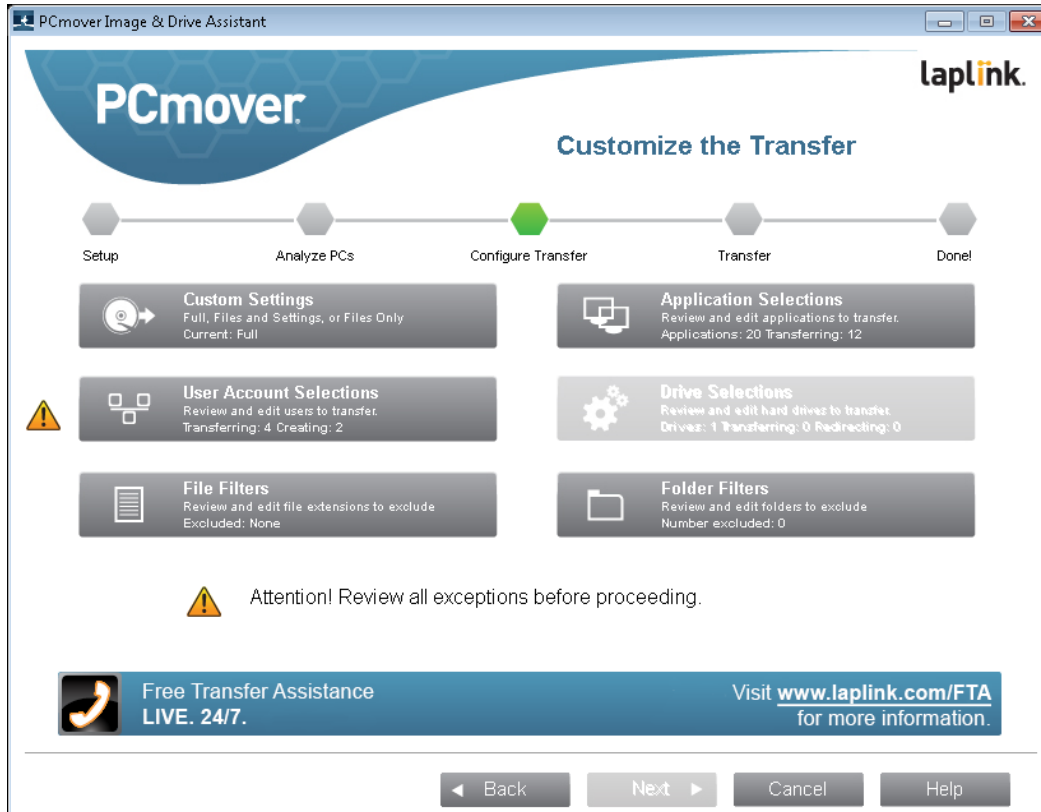 PCmover Image & Drive Assistant
PCmover.
laplink.
Customize the Transfer
Setup
Analyze PCs
Configure Transfer
Transfer
Done!
Custom Settings
Full, Files and Settings, or Files Only
Current: Full
Application Selections
Review and edit applications to transfer.
Applications: 20 Transferring: 12
User Account Selections
Review and edit users to transfer.
Transferring: 4 Creating: 2
Drive Selections
Review and edit hard drives to transfer.
Drives: 1 Transferring: 0 Redirecting: 0
File Filters
Review and edit file extensions to exclude
Excluded: None
Folder Filters
Review and edit folders to exclude
Number excluded: 0
Attention! Review all exceptions before proceeding.
Free Transfer Assistance
LIVE. 24/7.
Visit www.laplink.com/FTA
for more information.
Back
Next
Cancel
Help